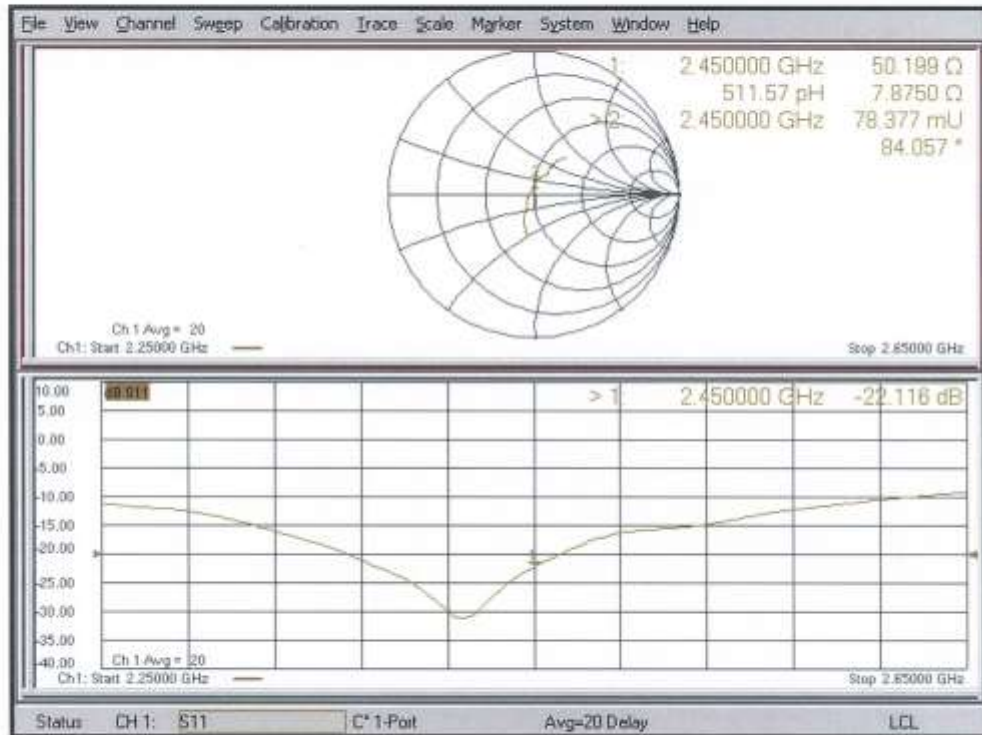 File View Channel Sweep Calibration Trace Scale Marker System Window Help
1: 2.450000 GHz 50.199 Ω
511.57 pH 7.8750 Ω
> 2: 2.450000 GHz 78.377 mU
84.057 °
Ch 1 Avg = 20
Ch1: Start 2.25000 GHz Stop 2.65000 GHz
10.00 > 1: 2.450000 GHz -22.116 dB
5.00
0.00
-5.00
-10.00
-15.00
-20.00
-25.00
-30.00
-35.00
-40.00
1
Ch 1 Avg = 20
Ch1: Start 2.25000 GHz Stop 2.65000 GHz
Status CH 1: S11 C* 1-Port Avg=20 Delay LCL